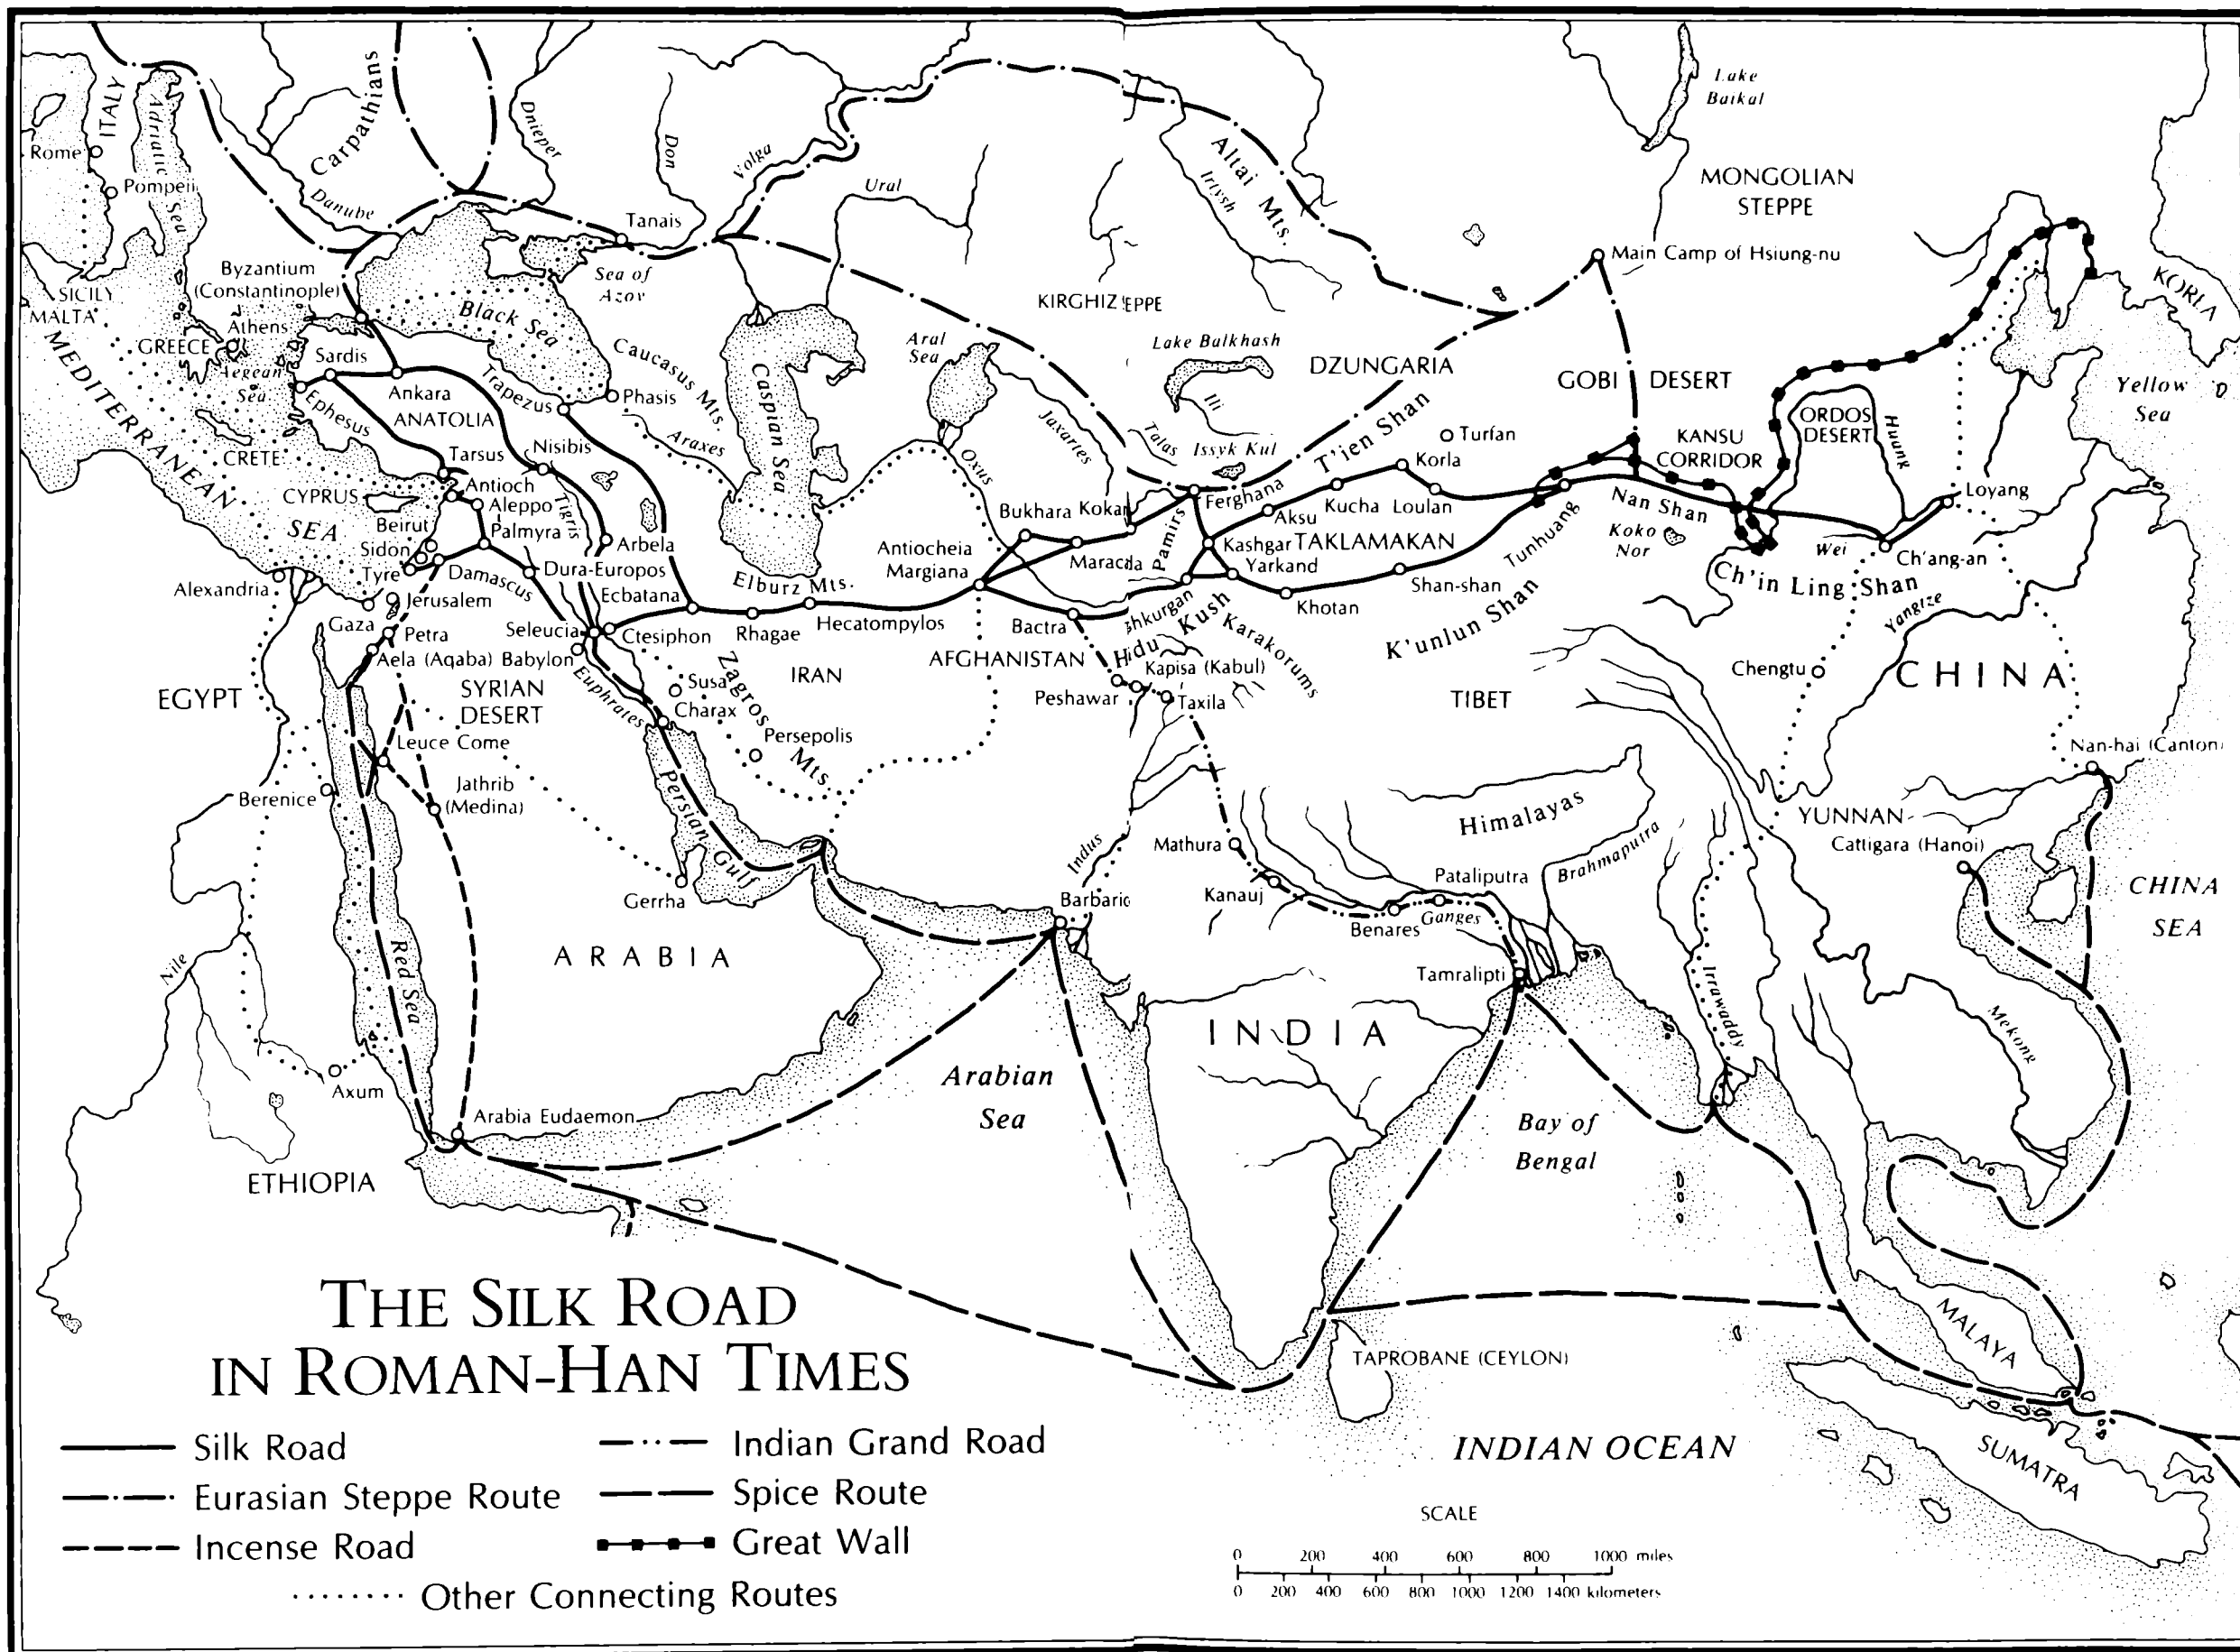 Lake
Baikal
ITALY
Adriatic Sea
Carpathians
Dnieper
Don
Volga
Ural
Altai Mts.
Irtysh
MONGOLIAN
STEPPE
Rome
Pompeii
Danube
Tanais
Main Camp of Hsiung-nu
Byzantium
(Constantinople)
Sea of
Azov
KOREA
SICILY
MALTA
Athens
GREECE
Aegean
Sea
Black Sea
KIRGHIZ
EPPE
Aral
Sea
Lake Balkhash
DZUNGARIA
GOBI DESERT
Yellow
Sea
MEDITERRANEAN
SEA
Sardis
Ankara
ANATOLIA
Ephesus
Trapezus
Phasis
Caucasus Mts.
Araxes
Caspian Sea
Jaxartes
Talas
Ili
Issyk Kul
T'ien Shan
Turfan
Korla
KANSU
CORRIDOR
ORDOS
DESERT
Huang
CRETE
Tarsus
Nisibis
Oxus
CYPRUS
Antioch
Aleppo
Tigris
Bukhara
Kokan
Ferghana
Aksu
Kucha
Loulan
Nan Shan
Loyang
Beirut
Palmyra
Sidon
Arbela
Antiocheia
Margiana
Maracda
Pamirs
Kashgar
TAKLAMAKAN
Yarkand
Tunhuang
Koko
Nor
Wei
Ch'ang-an
Alexandria
Tyre
Damascus
Dura-Europos
Elburz Mts.
Shan-shan
Ch'in Ling Shan
Jerusalem
Ecbatana
Khotan
Gaza
Petra
Seleucia
Ctesiphon
Rhagae
Hecatompylos
Bactra
shkurgan
K'unlun Shan
Yangtze
Aela (Aqaba)
Babylon
AFGHANISTAN
Hidu Kush
Karakorums
Kapisa (Kabul)
Chengtu
CHINA
EGYPT
SYRIAN
DESERT
Euphrates
Susa
Zagros Mts.
IRAN
Peshawar
Taxila
TIBET
Charax
Leuce Come
Persepolis
Nan-hai (Canton)
Berenice
Jathrib
(Medina)
Persian Gulf
Himalayas
YUNNAN
Indus
Mathura
Brahmaputra
Cattigara (Hanoi)
Gerrha
Barbaric
Kanauj
Pataliputra
Benares
Ganges
CHINA
SEA
Nile
Red Sea
ARABIA
Tamralipti
Irrawaddy
INDIA
Mekong
Axum
Arabian
Sea
Arabia Eudaemon
Bay of
Bengal
ETHIOPIA
MALAYA
TAPROBANE (CEYLON)
SUMATRA
INDIAN OCEAN
THE SILK ROAD
IN ROMAN-HAN TIMES
Silk Road
Indian Grand Road
Eurasian Steppe Route
Spice Route
Incense Road
Great Wall
Other Connecting Routes
SCALE
0 200 400 600 800 1000 miles
0 200 400 600 800 1000 1200 1400 kilometers